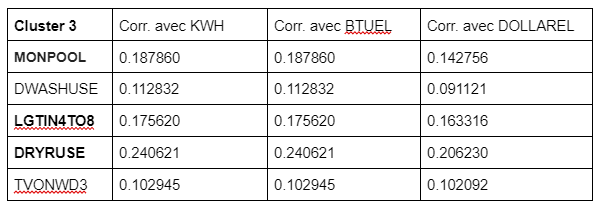 Cluster 3 Corr. avec KWH Corr. avec BTUEL Corr. avec DOLLAREL
MONPOOL 0.187860 0.187860 0.142756
DWASHUSE 0.112832 0.112832 0.091121
LGTIN4TO8 0.175620 0.175620 0.163316
DRYRUSE 0.240621 0.240621 0.206230
TVONWD3 0.102945 0.102945 0.102092